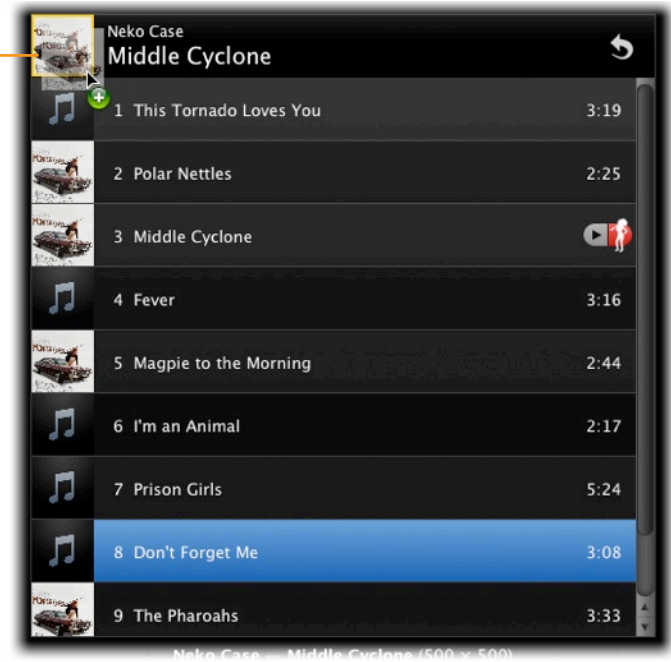 Neko Case
Middle Cyclone
1 This Tornado Loves You 3:19
2 Polar Nettles 2:25
3 Middle Cyclone
4 Fever 3:16
5 Magpie to the Morning 2:44
6 I'm an Animal 2:17
7 Prison Girls 5:24
8 Don't Forget Me 3:08
9 The Pharoahs 3:33
Neko Case — Middle Cyclone (500 × 500)